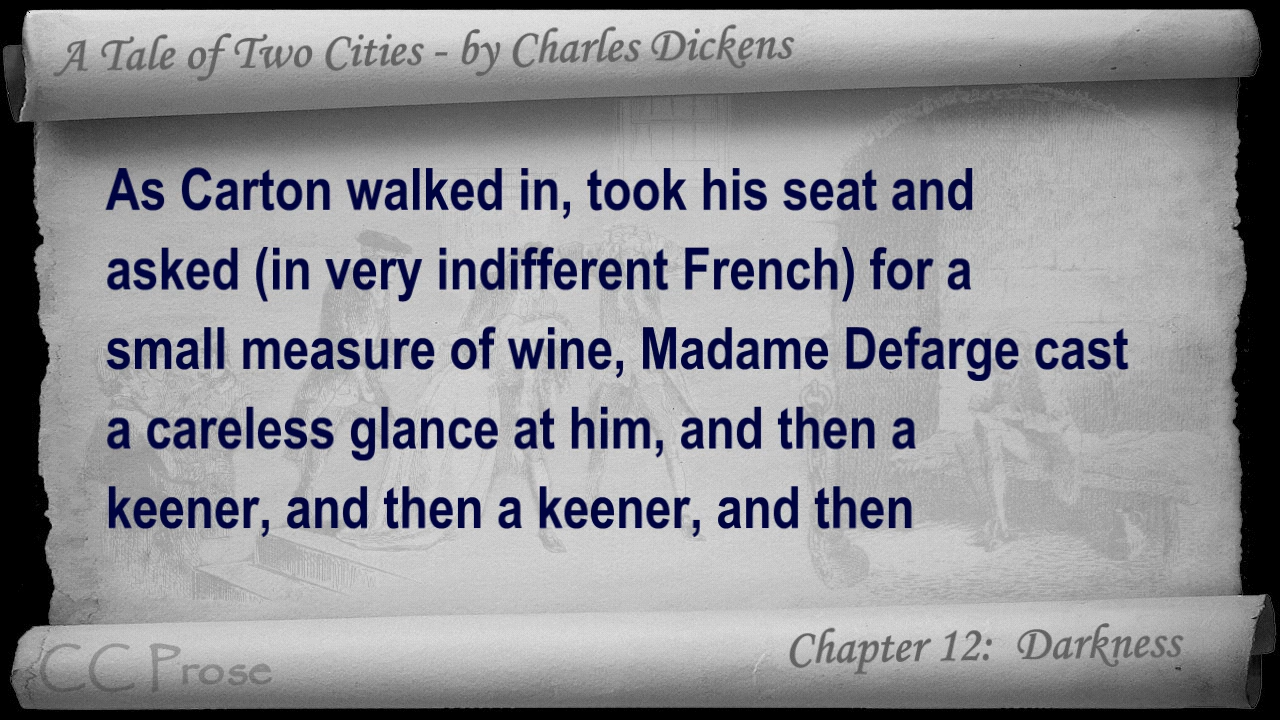 A Tale of Two Cities - by Charles Dickens
As Carton walked in, took his seat and
asked (in very indifferent French) for a
small measure of wine, Madame Defarge cast
a careless glance at him, and then a
keener, and then a keener, and then
Chapter 12: Darkness
CC Prose